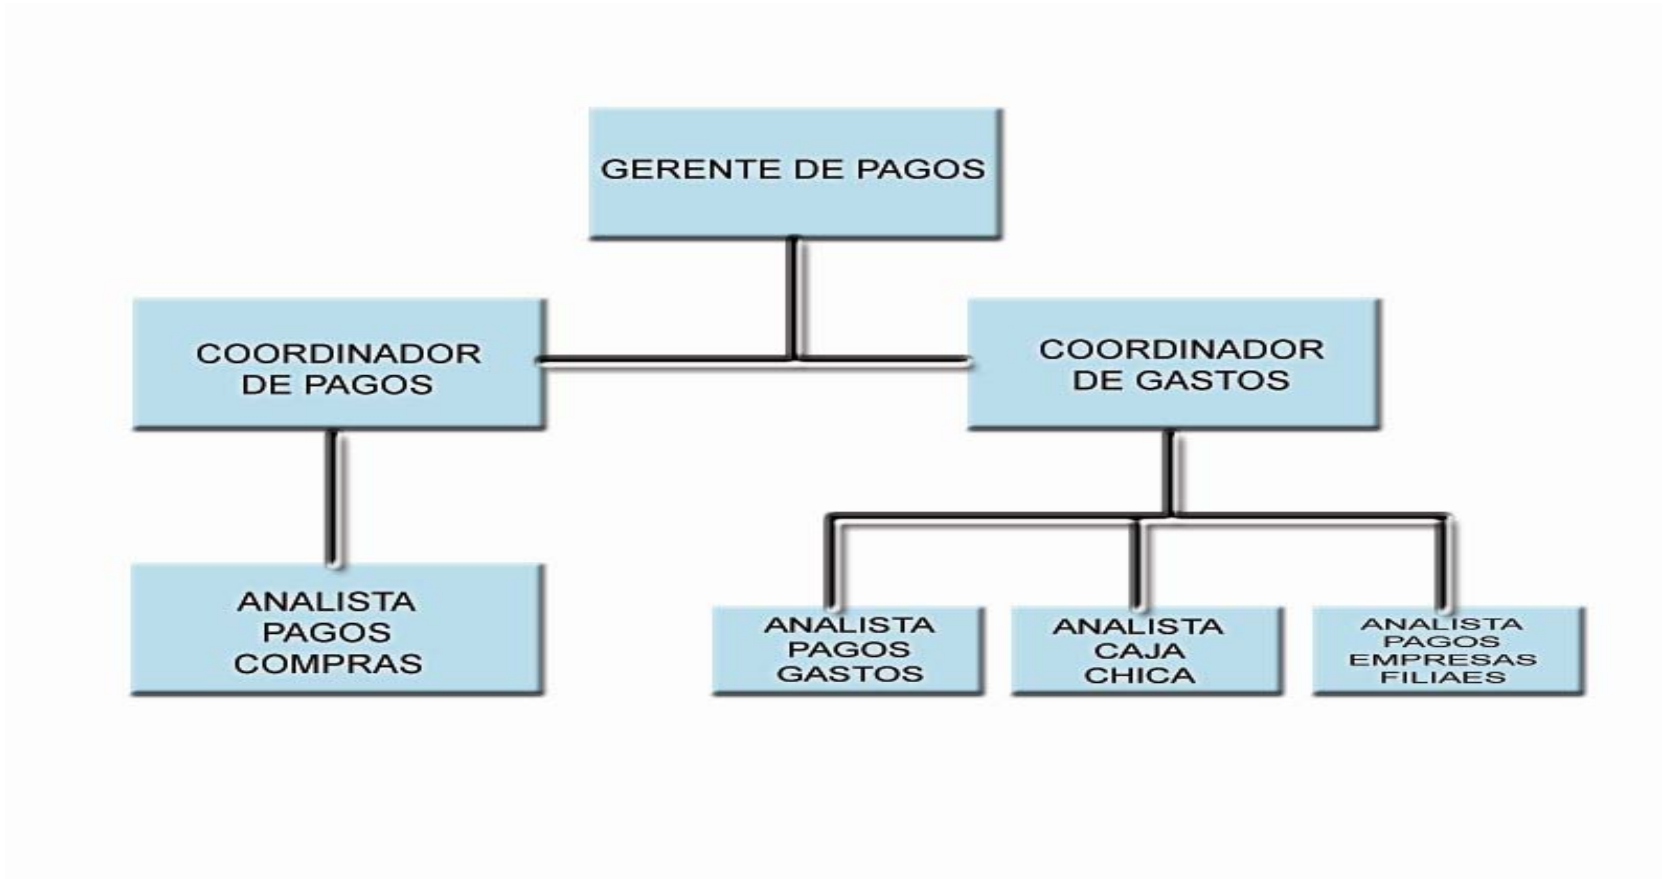 GERENTE DE PAGOS
COORDINADOR
DE PAGOS
COORDINADOR
DE GASTOS
ANALISTA
PAGOS
COMPRAS
ANALISTA
PAGOS
GASTOS
ANALISTA
CAJA
CHICA
ANALISTA
PAGOS
EMPRESAS
FILIAES